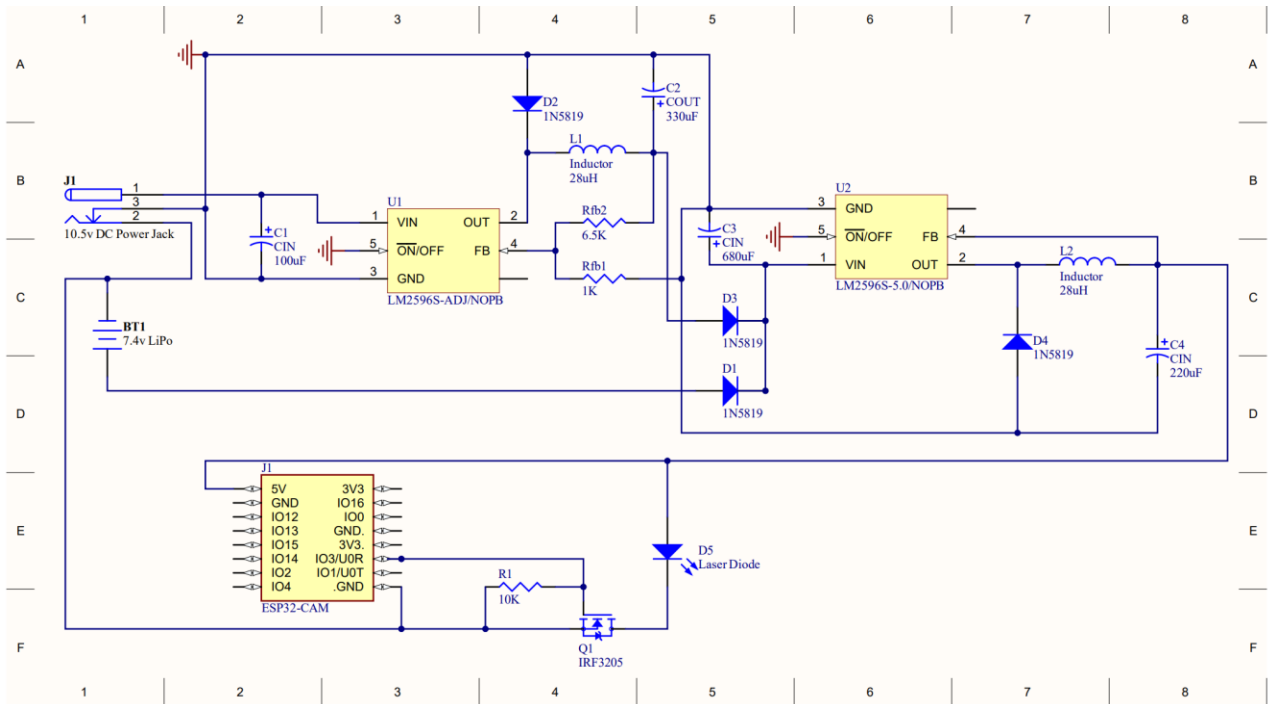 1 2 3 4 5 6 7 8
A A
D2
1N5819
C2
COUT
330uF
+
B B
L1
Inductor
28uH
J1
1
3
2
10.5v DC Power Jack
C1
CIN
100uF
+
U1
1 VIN OUT 2
5 ON/OFF FB 4
3 GND
LM2596S-ADJ/NOPB
Rfb2
6.5K
Rfb1
1K
C3
CIN
680uF
+
U2
3 GND
5 ON/OFF FB 4
1 VIN OUT 2
LM2596S-5.0/NOPB
L2
Inductor
28uH
C C
BT1
7.4v LiPo
D3
1N5819
D4
1N5819
C4
CIN
220uF
+
D1
1N5819
D D
J1
5V 3V3
GND IO16
IO12 IO0
IO13 GND.
IO15 3V3.
IO14 IO3/U0R
IO2 IO1/U0T
IO4 .GND
ESP32-CAM
E E
R1
10K
D5
Laser Diode
Q1
IRF3205
F F
1 2 3 4 5 6 7 8